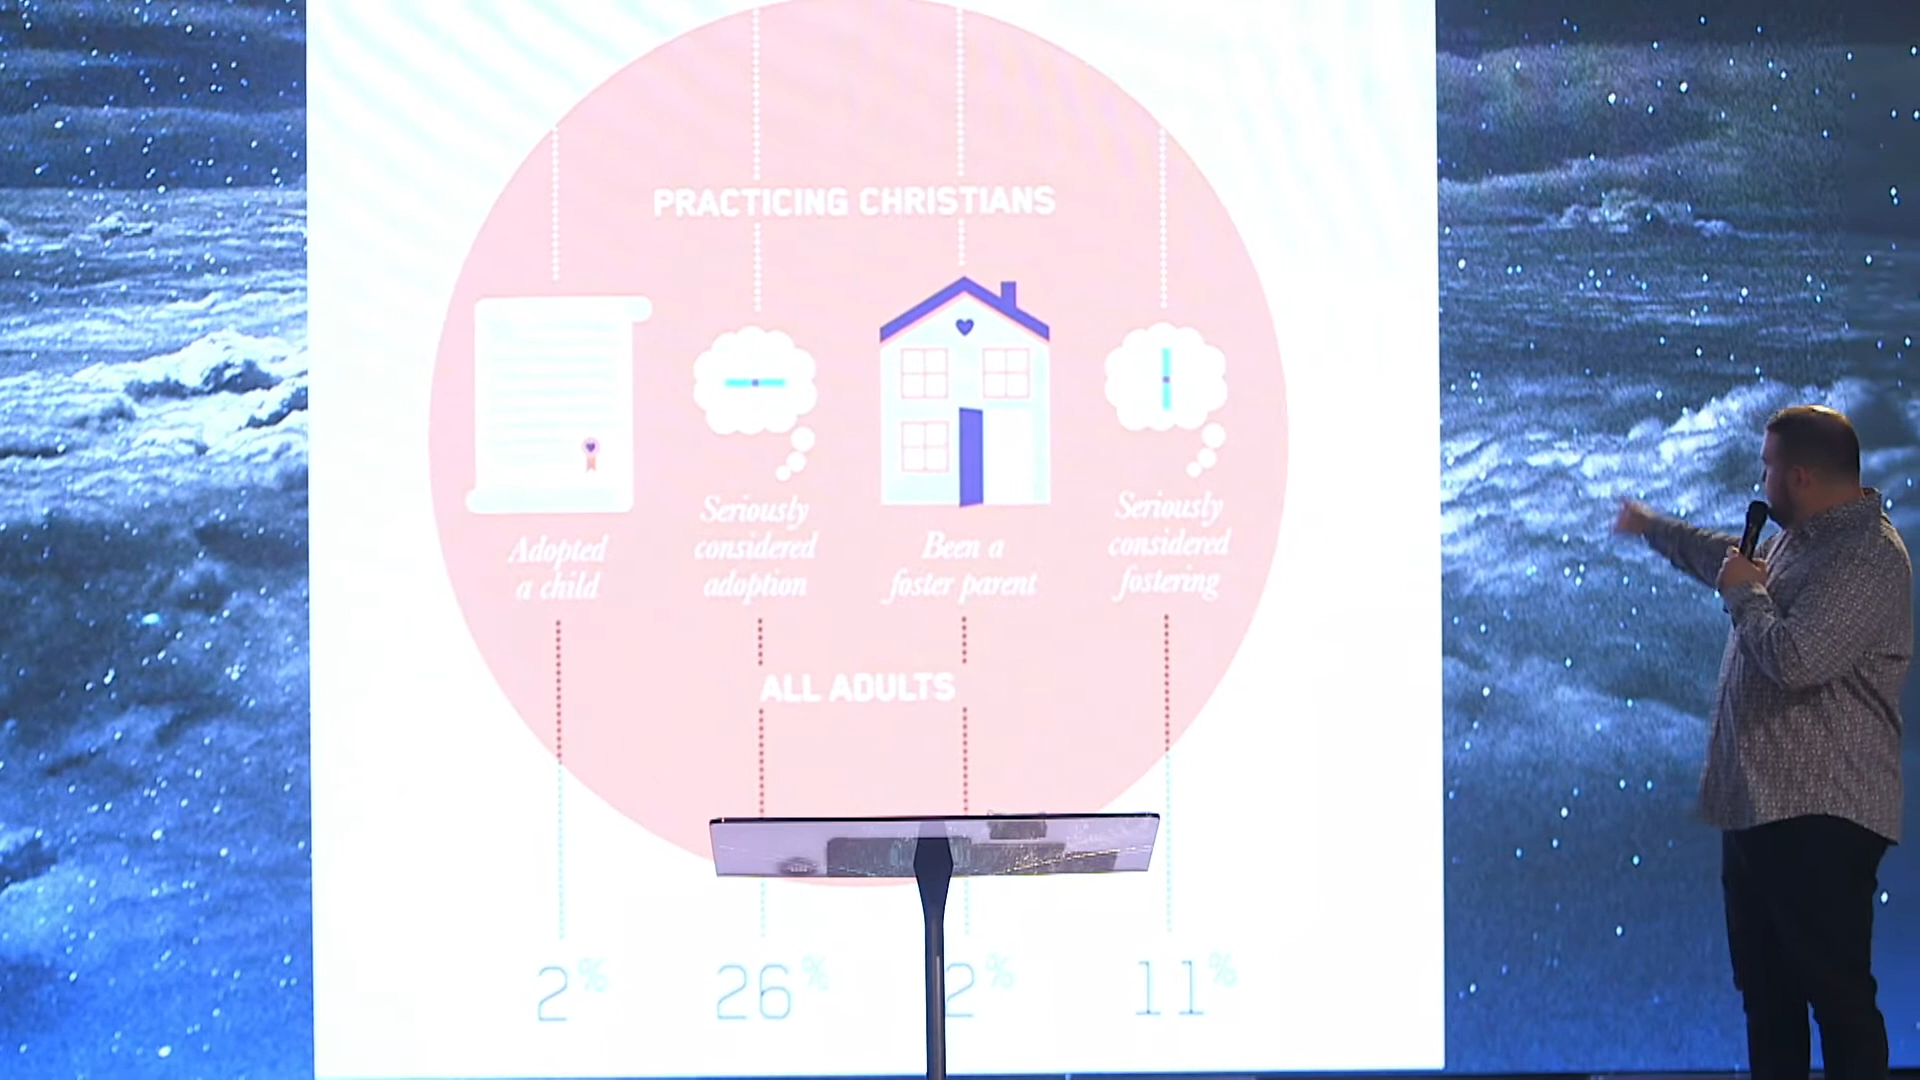 PRACTICING CHRISTIANS
Adopted
a child
Seriously
considered
adoption
Been a
foster parent
Seriously
considered
fostering
ALL ADULTS
2% 26% 2% 11%